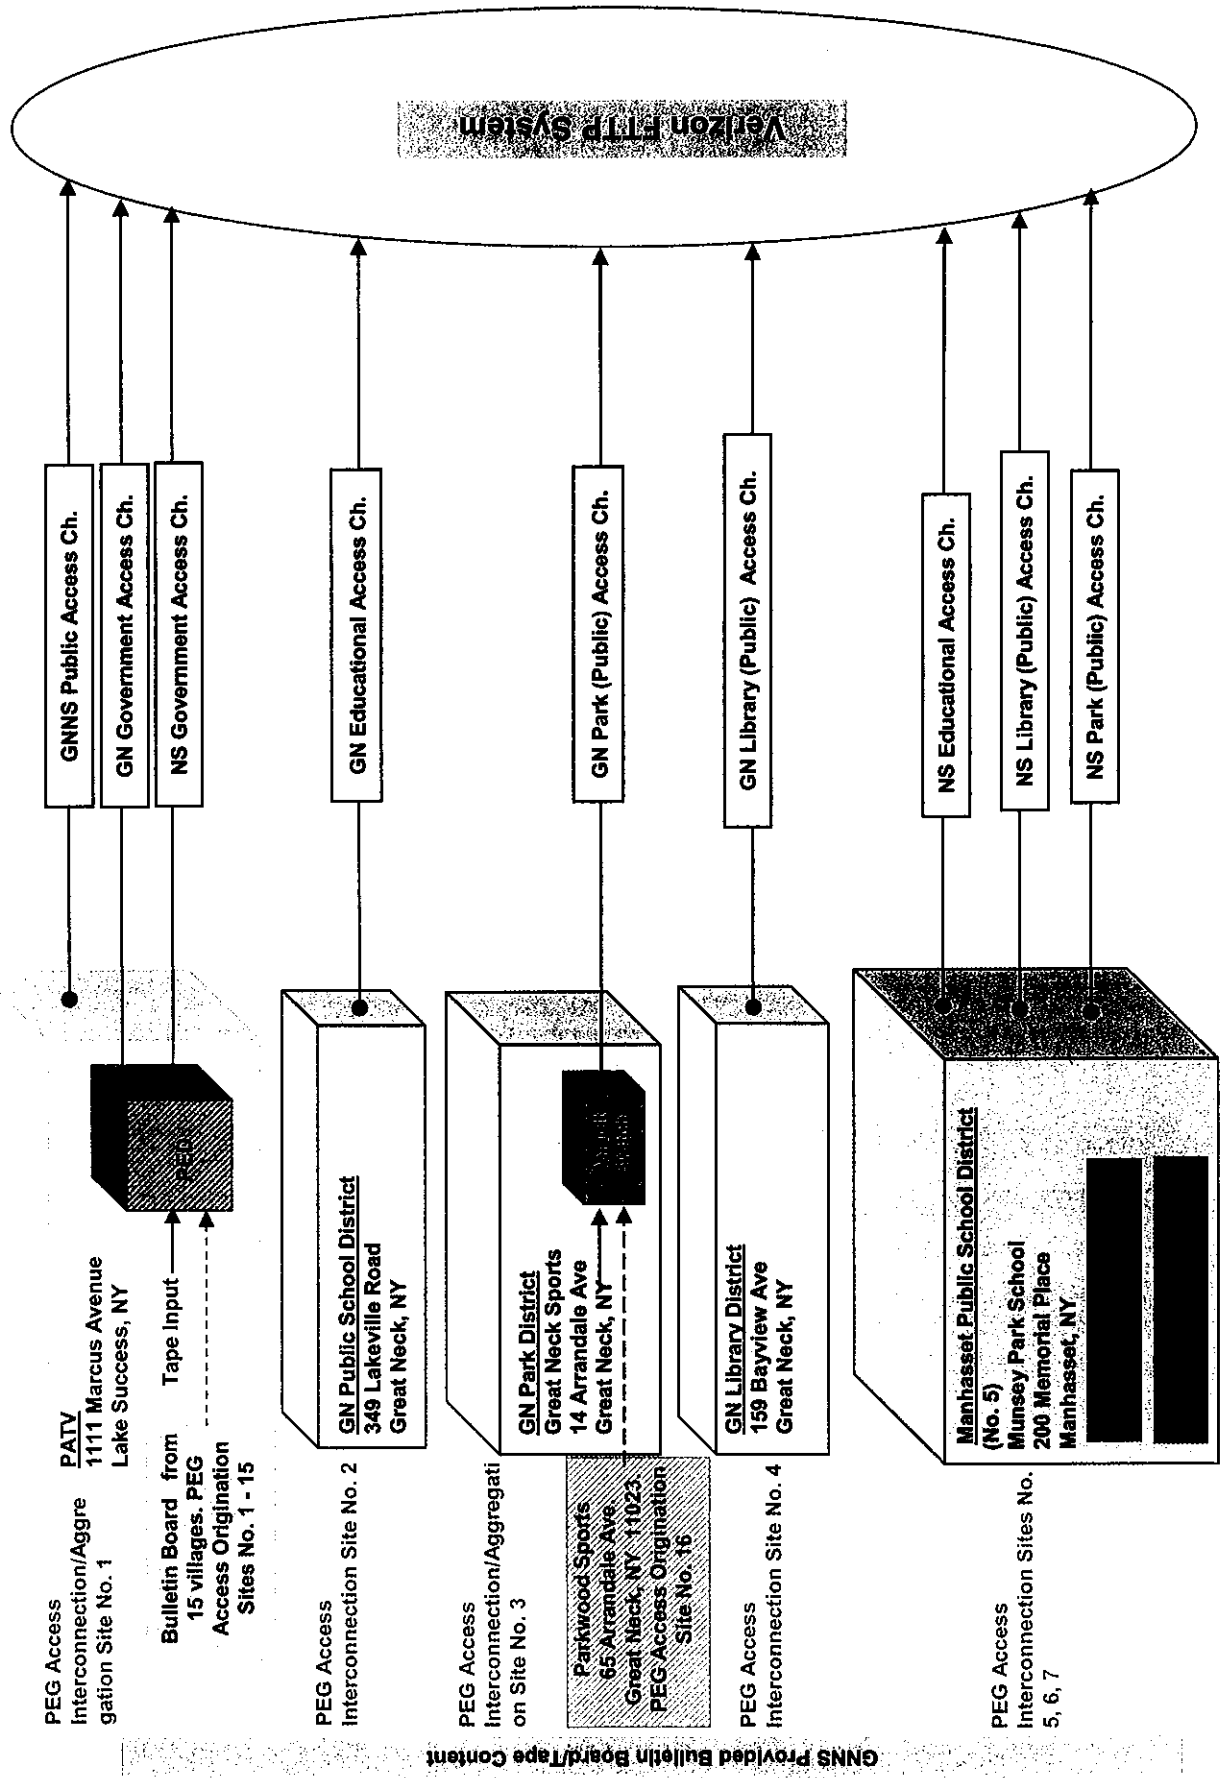 PEG Access
Interconnection/Aggre
gation Site No. 1
PATV
1111 Marcus Avenue
Lake Success, NY
Bulletin Board from
15 villages. PEG
Access Origination
Sites No. 1 - 15
Tape Input
PEG
GNNS Public Access Ch.
GN Government Access Ch.
NS Government Access Ch.
PEG Access
Interconnection Site No. 2
GN Public School District
349 Lakeville Road
Great Neck, NY
GN Educational Access Ch.
PEG Access
Interconnection/Aggregati
on Site No. 3
GN Park District
Great Neck Sports
14 Arrandale Ave
Great Neck, NY
Parkwood Sports
65 Arrandale Ave
Great Neck, NY 11023.
PEG Access Origination
Site No. 16
GN Park (Public) Access Ch.
PEG Access
Interconnection Site No. 4
GN Library District
159 Bayview Ave
Great Neck, NY
GN Library (Public) Access Ch.
PEG Access
Interconnection Sites No.
5, 6, 7
Manhasset Public School District
(No. 5)
Munsey Park School
200 Memorial Place
Manhasset, NY
NS Educational Access Ch.
NS Library (Public) Access Ch.
NS Park (Public) Access Ch.
Verizon FTTP System
GNNS Provided Bulletin Board/Tape Content